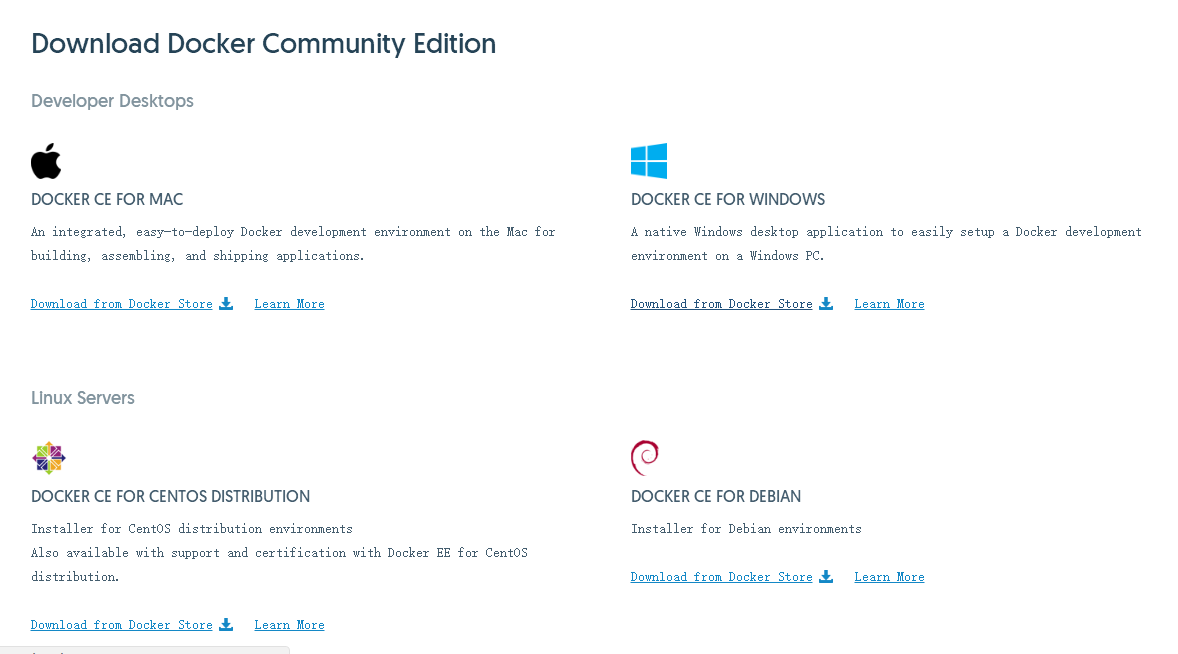 Download Docker Community Edition
Developer Desktops
DOCKER CE FOR MAC
An integrated, easy-to-deploy Docker development environment on the Mac for
building, assembling, and shipping applications.
Download from Docker Store
Learn More
DOCKER CE FOR WINDOWS
A native Windows desktop application to easily setup a Docker development
environment on a Windows PC.
Download from Docker Store
Learn More
Linux Servers
DOCKER CE FOR CENTOS DISTRIBUTION
Installer for CentOS distribution environments
Also available with support and certification with Docker EE for CentOS
distribution.
Download from Docker Store
Learn More
DOCKER CE FOR DEBIAN
Installer for Debian environments
Download from Docker Store
Learn More